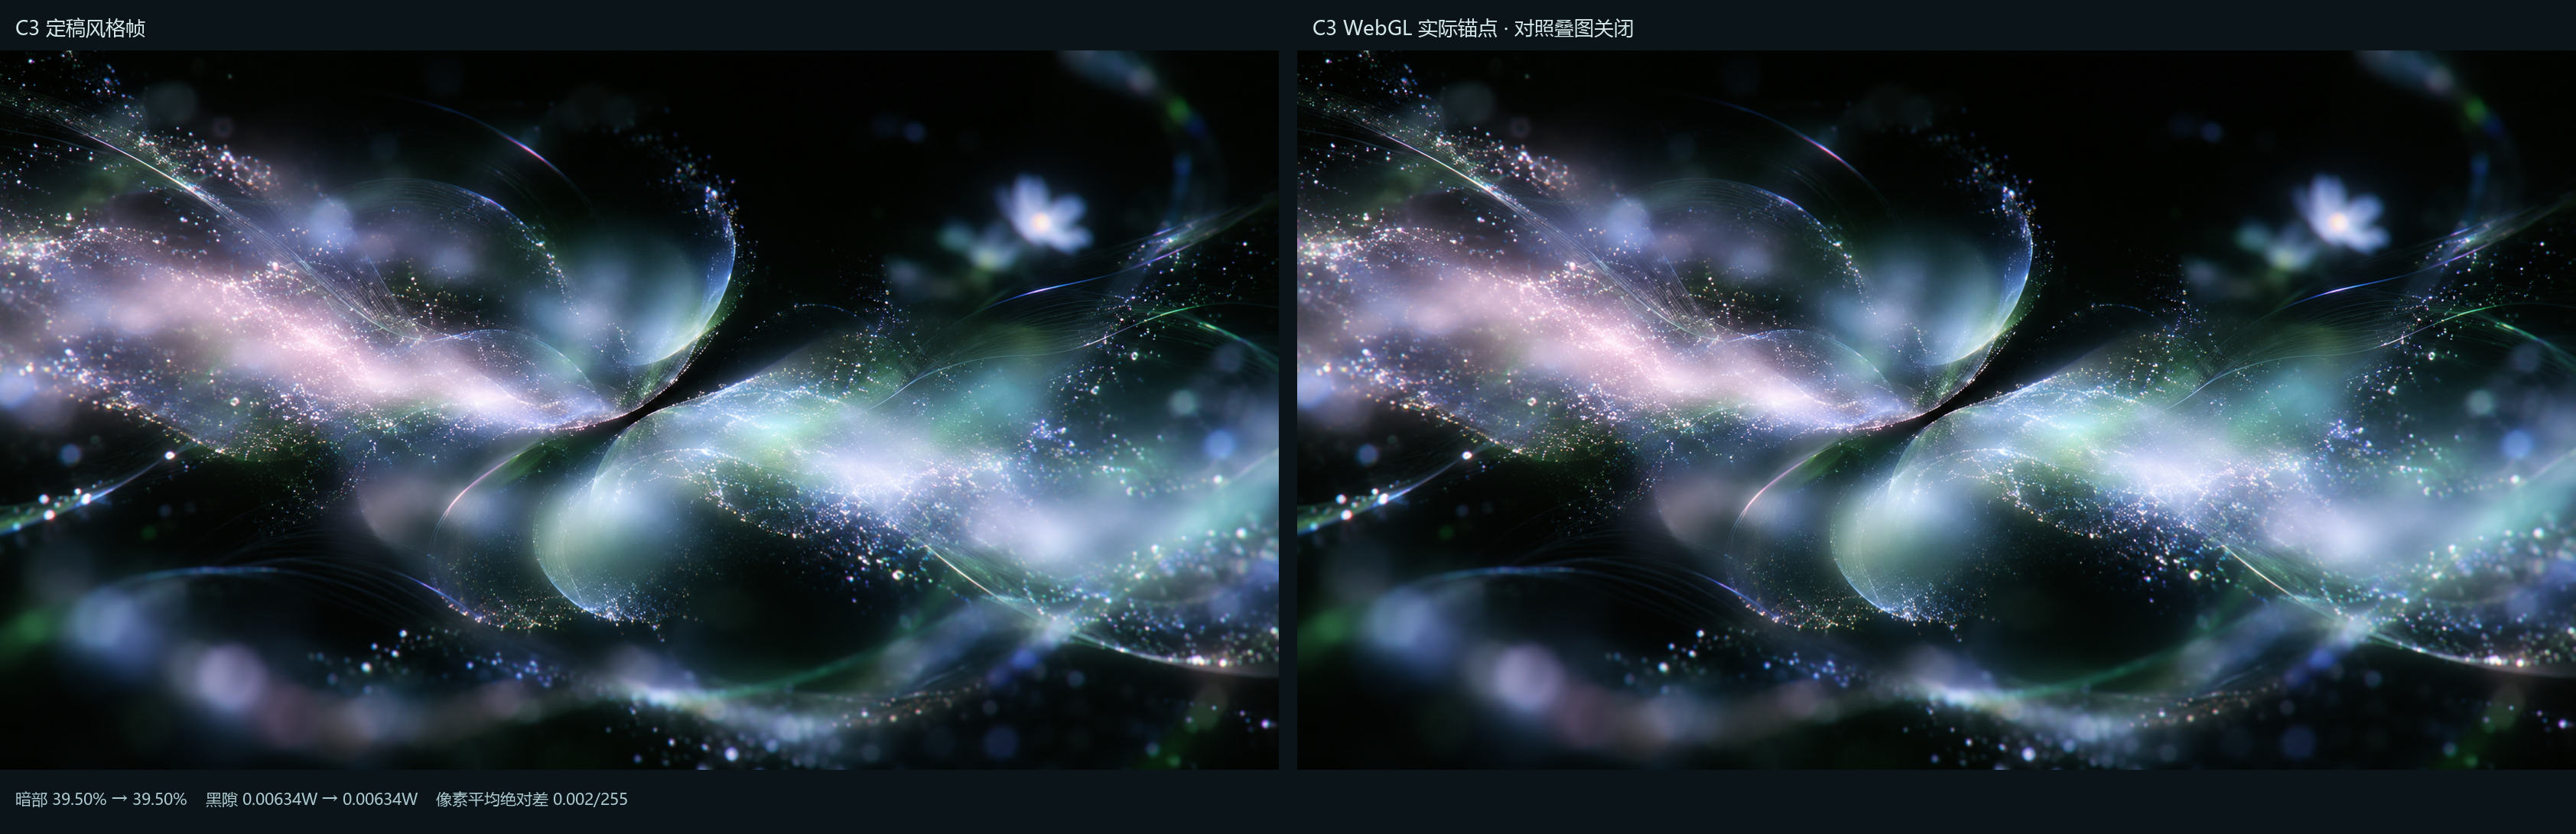 C3 定稿风格帧
C3 WebGL 实际锚点 · 对照叠图关闭
暗部 39.50% → 39.50% 黑隙 0.00634W → 0.00634W 像素平均绝对差 0.002/255